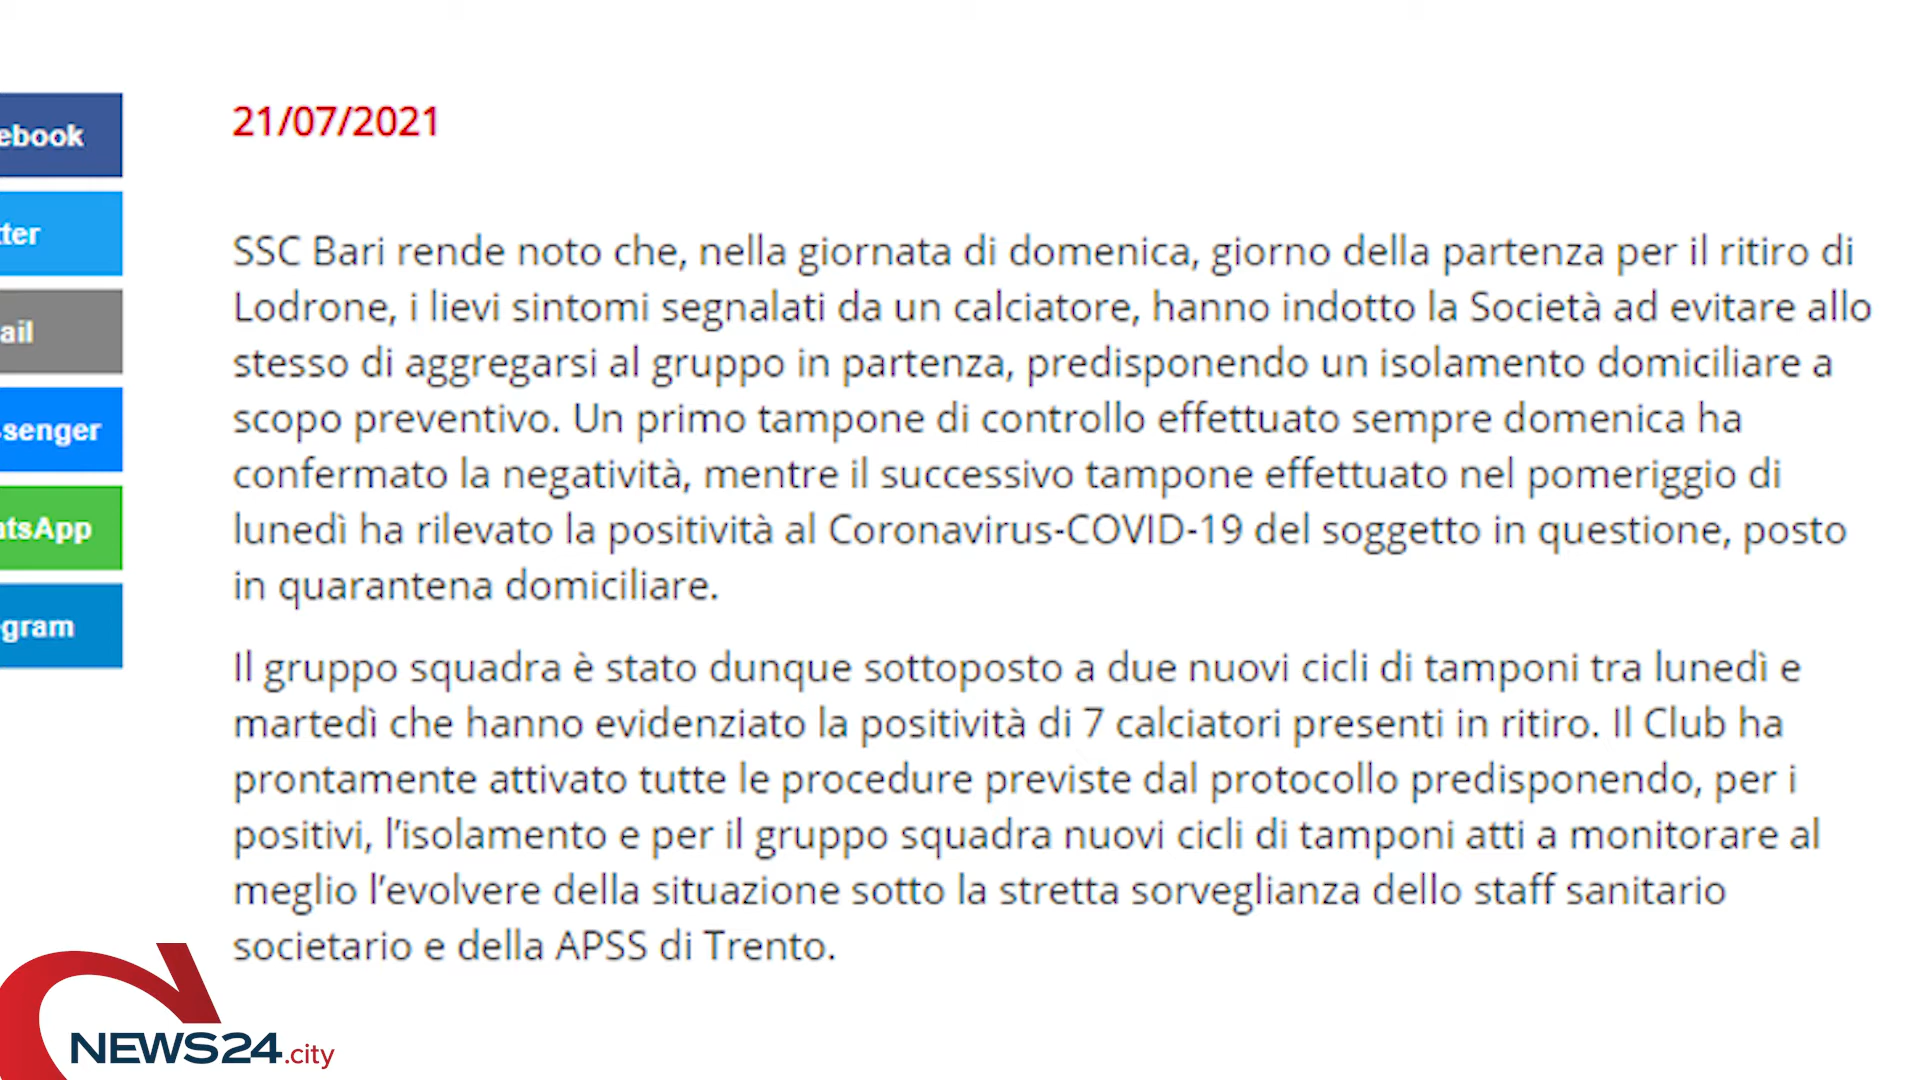 21/07/2021
ebook
tter
ail
senger
atsApp
gram
SSC Bari rende noto che, nella giornata di domenica, giorno della partenza per il ritiro di
Lodrone, i lievi sintomi segnalati da un calciatore, hanno indotto la Società ad evitare allo
stesso di aggregarsi al gruppo in partenza, predisponendo un isolamento domiciliare a
scopo preventivo. Un primo tampone di controllo effettuato sempre domenica ha
confermato la negatività, mentre il successivo tampone effettuato nel pomeriggio di
lunedì ha rilevato la positività al Coronavirus-COVID-19 del soggetto in questione, posto
in quarantena domiciliare.
Il gruppo squadra è stato dunque sottoposto a due nuovi cicli di tamponi tra lunedì e
martedì che hanno evidenziato la positività di 7 calciatori presenti in ritiro. Il Club ha
prontamente attivato tutte le procedure previste dal protocollo predisponendo, per i
positivi, l'isolamento e per il gruppo squadra nuovi cicli di tamponi atti a monitorare al
meglio l'evolvere della situazione sotto la stretta sorveglianza dello staff sanitario
societario e della APSS di Trento.
NEWS24.city